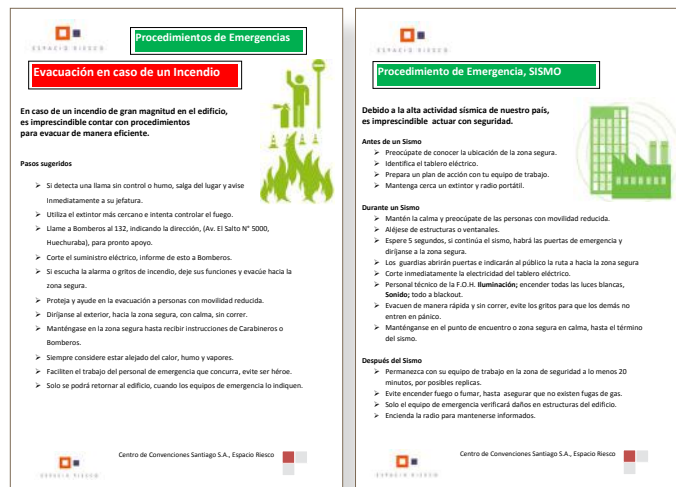 ESPACIO RIESCO
Procedimientos de Emergencias
Evacuación en caso de un Incendio
En caso de un incendio de gran magnitud en el edificio,
es imprescindible contar con procedimientos
para evacuar de manera eficiente.
Pasos sugeridos
➢ Si detecta una llama sin control o humo, salga del lugar y avise
Inmediatamente a su jefatura.
➢ Utiliza el extintor más cercano e intenta controlar el fuego.
➢ Llame a Bomberos al 132, indicando la dirección, (Av. El Salto N° 5000,
Huechuraba), para pronto apoyo.
➢ Corte el suministro eléctrico, informe de esto a Bomberos.
➢ Si escucha la alarma o gritos de incendio, deje sus funciones y evacúe hacia la
zona segura.
➢ Proteja y ayude en la evacuación a personas con movilidad reducida.
➢ Diríjanse al exterior, hacia la zona segura, con calma, sin correr.
➢ Manténgase en la zona segura hasta recibir instrucciones de Carabineros o
Bomberos.
➢ Siempre considere estar alejado del calor, humo y vapores.
➢ Faciliten el trabajo del personal de emergencia que concurra, evite ser héroe.
➢ Solo se podrá retornar al edificio, cuando los equipos de emergencia lo indiquen.
Centro de Convenciones Santiago S.A., Espacio Riesco
ESPACIO RIESCO
ESPACIO RIESCO
Procedimiento de Emergencia, SISMO
Debido a la alta actividad sísmica de nuestro país,
es imprescindible actuar con seguridad.
Antes de un Sismo
➢ Preocúpate de conocer la ubicación de la zona segura.
➢ Identifica el tablero eléctrico.
➢ Prepara un plan de acción con tu equipo de trabajo.
➢ Mantenga cerca un extintor y radio portátil.
Durante un Sismo
➢ Mantén la calma y preocúpate de las personas con movilidad reducida.
➢ Aléjese de estructuras o ventanales.
➢ Espere 5 segundos, si continúa el sismo, habrá las puertas de emergencia y
diríjanse a la zona segura.
➢ Los guardias abrirán puertas e indicarán al público la ruta a hacia la zona segura
➢ Corte inmediatamente la electricidad del tablero eléctrico.
➢ Personal técnico de la F.O.H. Iluminación; encender todas las luces blancas,
Sonido; todo a blackout.
➢ Evacuen de manera rápida y sin correr, evite los gritos para que los demás no
entren en pánico.
➢ Manténganse en el punto de encuentro o zona segura en calma, hasta el término
del sismo.
Después del Sismo
➢ Permanezca con su equipo de trabajo en la zona de seguridad a lo menos 20
minutos, por posibles replicas.
➢ Evite encender fuego o fumar, hasta asegurar que no existen fugas de gas.
➢ Solo el equipo de emergencia verificará daños en estructuras del edificio.
➢ Encienda la radio para mantenerse informados.
Centro de Convenciones Santiago S.A., Espacio Riesco
ESPACIO RIESCO